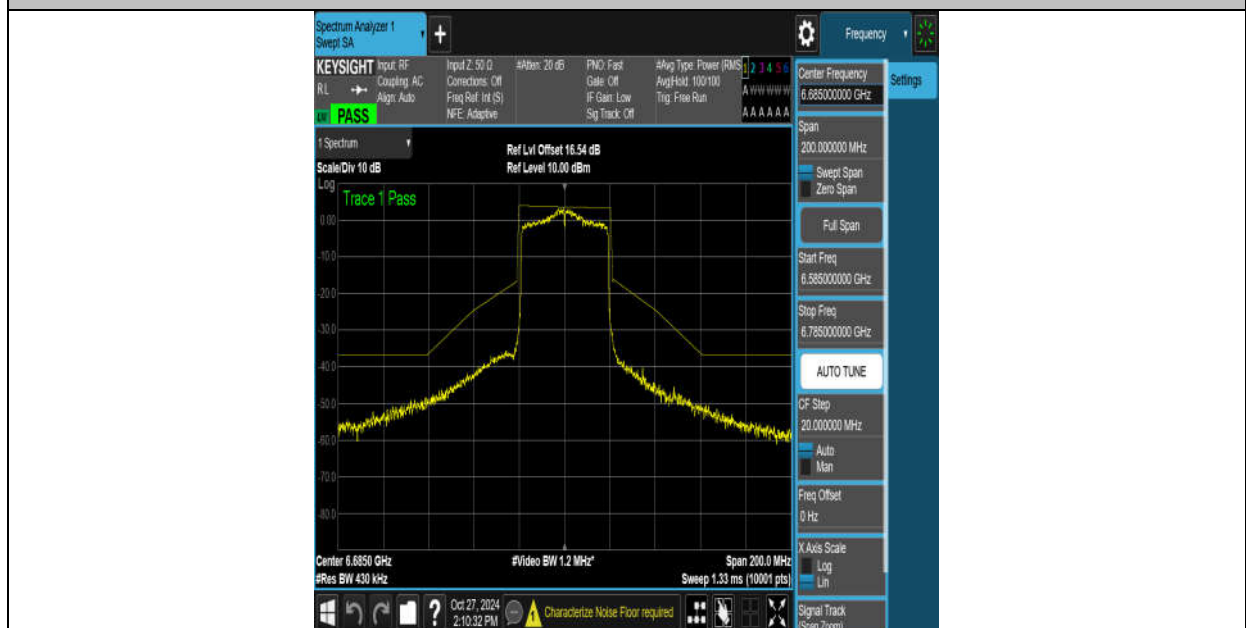 Spectrum Analyzer 1
Swept SA
+
Frequency
KEYSIGHT
RL
Input: RF
Coupling: AC
Align: Auto
LW PASS
Input Z: 50 Ω
Corrections: Off
Freq Ref: Int (S)
NFE: Adaptive
#Atten: 20 dB
PNO: Fast
Gate: Off
IF Gain: Low
Sig Track: Off
#Avg Type: Power (RMS
Avg|Hold: 100/100
Trig: Free Run
1 2 3 4 5 6
A W W W W W
A A A A A A
1 Spectrum
Scale/Div 10 dB
Ref Lvl Offset 16.54 dB
Ref Level 10.00 dBm
Log
Trace 1 Pass
0.00
-10.0
-20.0
-30.0
-40.0
-50.0
-60.0
-70.0
-80.0
Center 6.6850 GHz
#Res BW 430 kHz
#Video BW 1.2 MHz*
Span 200.0 MHz
Sweep 1.33 ms (10001 pts)
Center Frequency
6.685000000 GHz
Settings
Span
200.000000 MHz
Swept Span
Zero Span
Full Span
Start Freq
6.585000000 GHz
Stop Freq
6.785000000 GHz
AUTO TUNE
CF Step
20.000000 MHz
Auto
Man
Freq Offset
0 Hz
X Axis Scale
Log
Lin
Signal Track
(Span Zoom)
?
Oct 27, 2024
2:10:32 PM
Characterize Noise Floor required